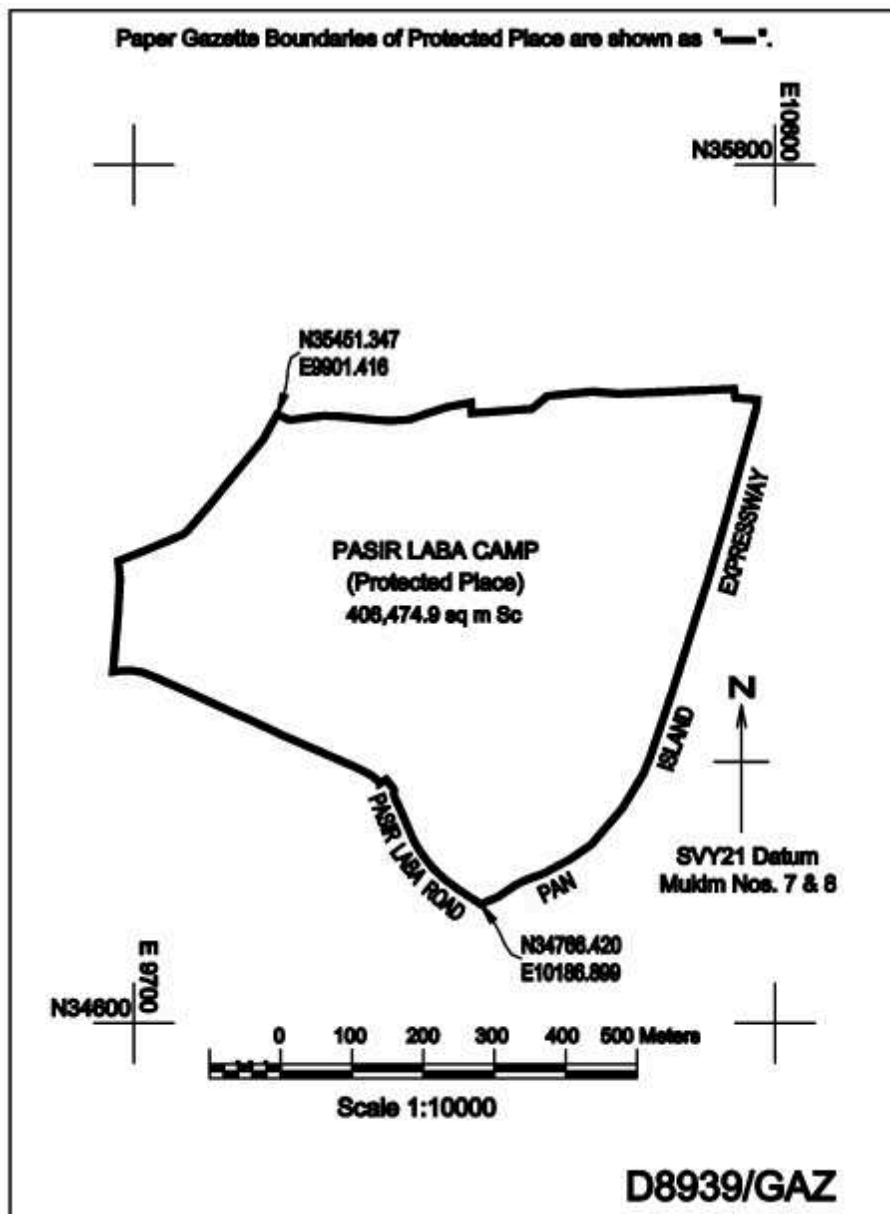 Paper Gazette Boundaries of Protected Place are shown as "——".
E10600
N35800
N35451.347
E9901.416
PASIR LABA CAMP
(Protected Place)
406,474.9 sq m Sc
EXPRESSWAY
ISLAND
PAN
PASIR LABA ROAD
N
SVY21 Datum
Mukim Nos. 7 & 8
N34766.420
E10186.899
E 9700
N34600
0 100 200 300 400 500 Meters
Scale 1:10000
D8939/GAZ